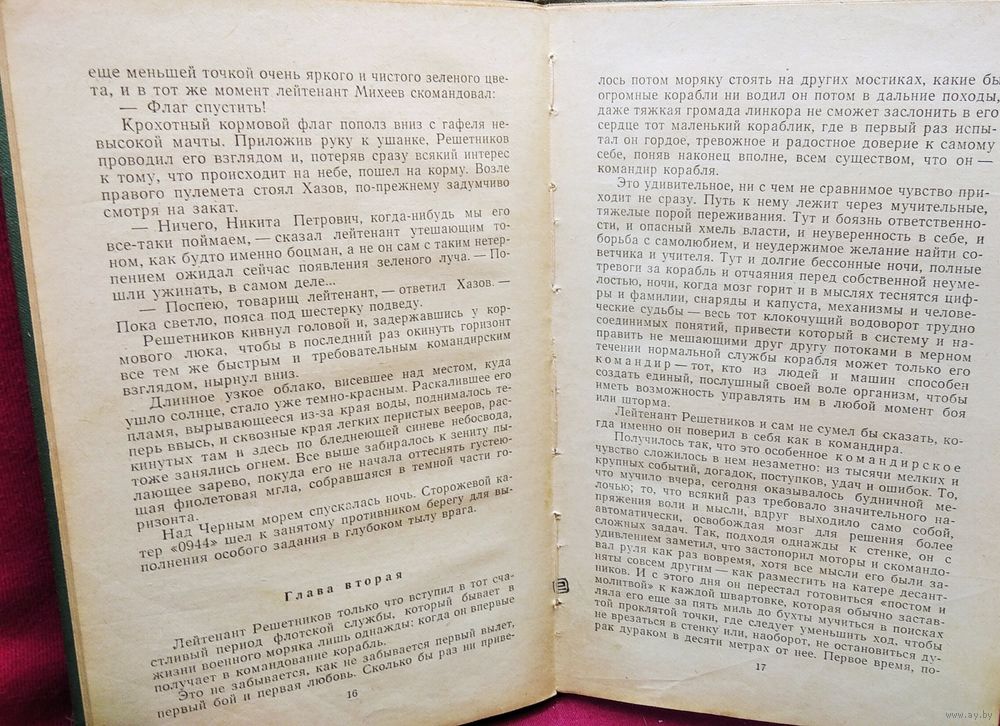 еще меньшей точкой очень яркого и чистого зеленого цве-
та, и в тот же момент лейтенант Михеев скомандовал:
— Флаг спустить!
Крохотный кормовой флаг пополз вниз с гафеля не-
высокой мачты. Приложив руку к ушанке, Решетников
проводил его взглядом и, потеряв сразу всякий интерес
к тому, что происходит на небе, пошел на корму. Возле
правого пулемета стоял Хазов, по-прежнему задумчиво
смотря на закат.
— Ничего, Никита Петрович, когда-нибудь мы его
все-таки поймаем, — сказал лейтенант утешающим то-
ном, как будто именно боцман, а не он сам с таким нетер-
пением ожидал сейчас появления зеленого луча. — По-
шли ужинать, в самом деле...
— Поспею, товарищ лейтенант, — ответил Хазов. —
Пока светло, пояса под шестерку подведу.
Решетников кивнул головой и, задержавшись у кор-
мового люка, чтобы в последний раз окинуть горизонт
все тем же быстрым и требовательным командирским
взглядом, нырнул вниз.
Длинное узкое облако, висевшее над местом, куда
ушло солнце, стало уже темно-красным. Раскалившее его
пламя, вырывающееся из-за края воды, поднималось те-
перь ввысь, и сквозные края легких перистых вееров, рас-
кинутых там и здесь по бледнеющей синеве небосвода,
тоже занялись огнем. Все выше забиралось к зениту пы-
лающее зарево, покуда его не начала оттеснять густею-
щая фиолетовая мгла, собравшаяся в темной части го-
ризонта.
Над Черным морем спускалась ночь. Сторожевой ка-
тер «0944» шел к занятому противником берегу для вы-
полнения особого задания в глубоком тылу врага.
Глава вторая
Лейтенант Решетников только что вступил в тот сча-
стливый период флотской службы, который бывает в
жизни военного моряка лишь однажды: когда он впервые
получает в командование корабль.
Это не забывается, как не забывается первый вылет,
первый бой и первая любовь. Сколько бы раз ни приве-
16
лось потом моряку стоять на других мостиках, какие бы
огромные корабли ни водил он потом в дальние походы,
даже тяжкая громада линкора не сможет заслонить в его
сердце тот маленький кораблик, где в первый раз испы-
тал он гордое, тревожное и радостное доверие к самому
себе, поняв наконец вполне, всем существом, что он —
командир корабля.
Это удивительное, ни с чем не сравнимое чувство при-
ходит не сразу. Путь к нему лежит через мучительные,
тяжелые порой переживания. Тут и боязнь ответственно-
сти, и опасный хмель власти, и неуверенность в себе, и
борьба с самолюбием, и неудержимое желание найти со-
ветчика и учителя. Тут и долгие бессонные ночи, полные
тревоги за корабль и отчаяния перед собственной неуме-
лостью, ночи, когда мозг горит и в мыслях теснятся циф-
ры и фамилии, снаряды и капуста, механизмы и челове-
ческие судьбы — весь тот клокочущий водоворот трудно
соединимых понятий, привести который в систему и на-
править не мешающими друг другу потоками в мерном
течении нормальной службы корабля может только его
командир — тот, кто из людей и машин способен
создать единый, послушный своей воле организм, чтобы
иметь возможность управлять им в любой момент боя
или шторма.
Лейтенант Решетников и сам не сумел бы сказать, ко-
гда именно он поверил в себя как в командира.
Получилось так, что это особенное командирское
чувство сложилось в нем незаметно: из тысячи мелких и
крупных событий, догадок, поступков, удач и ошибок. То,
что мучило вчера, сегодня оказывалось будничной ме-
лочью; то, что всякий раз требовало значительного на-
пряжения воли и мысли, вдруг выходило само собой,
автоматически, освобождая мозг для решения более
сложных задач. Так, подходя однажды к стенке, он с
удивлением заметил, что застопорил моторы и скомандо-
вал руля как раз вовремя, хотя все мысли его были за-
няты совсем другим — как разместить на катере десант-
ников. И с этого дня он перестал готовиться «постом и
молитвой» к каждой швартовке, которая обычно застав-
ляла его еще за пять миль до бухты мучиться в поисках
той проклятой точки, где следует уменьшить ход, чтобы
не врезаться в стенку или, наоборот, не остановиться ду-
рак дураком в десяти метрах от нее. Первое время, по-
17
www.ay.by